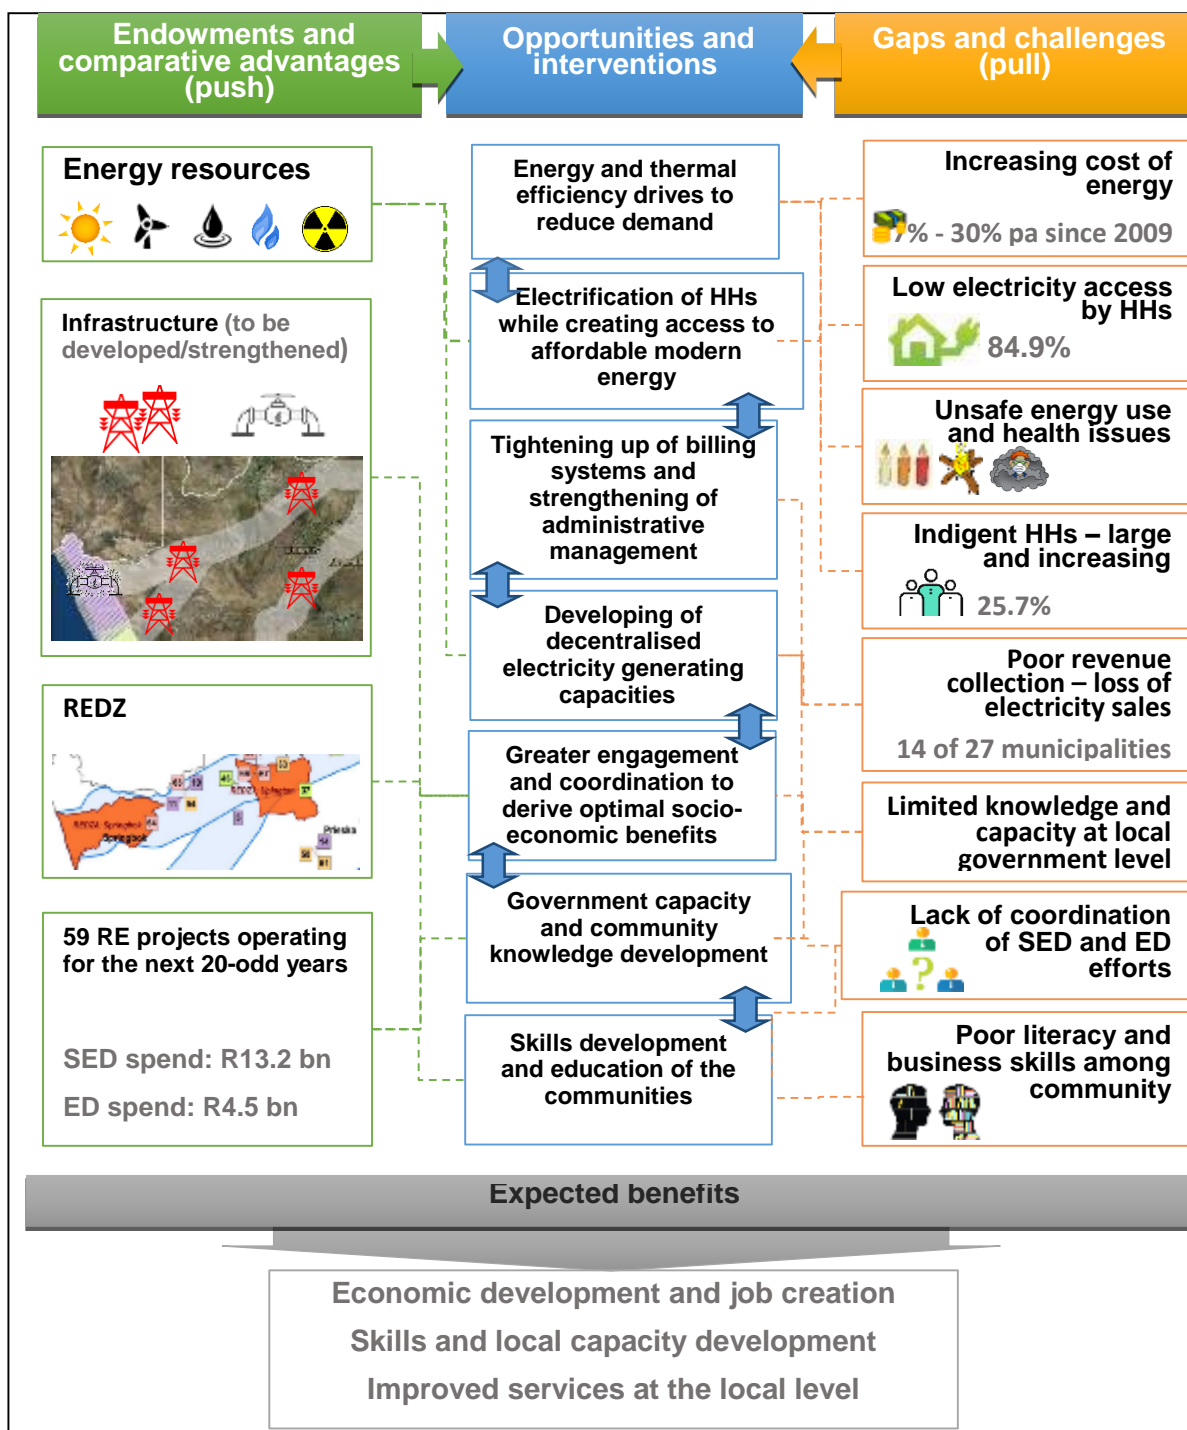 Endowments and
comparative advantages
(push)
Opportunities and
interventions
Gaps and challenges
(pull)
Energy resources
Infrastructure (to be
developed/strengthened)
REDZ
REDZ
Springbok
Prieska
59 RE projects operating
for the next 20-odd years
SED spend: R13.2 bn
ED spend: R4.5 bn
Energy and thermal
efficiency drives to
reduce demand
Electrification of HHs
while creating access to
affordable modern
energy
Tightening up of billing
systems and
strengthening of
administrative
management
Developing of
decentralised
electricity generating
capacities
Greater engagement
and coordination to
derive optimal socio-
economic benefits
Government capacity
and community
knowledge development
Skills development
and education of the
communities
Increasing cost of
energy
7% - 30% pa since 2009
Low electricity access
by HHs
84.9%
Unsafe energy use
and health issues
Indigent HHs – large
and increasing
25.7%
Poor revenue
collection – loss of
electricity sales
14 of 27 municipalities
Limited knowledge and
capacity at local
government level
Lack of coordination
of SED and ED
efforts
?
Poor literacy and
business skills among
community
Expected benefits
Economic development and job creation
Skills and local capacity development
Improved services at the local level